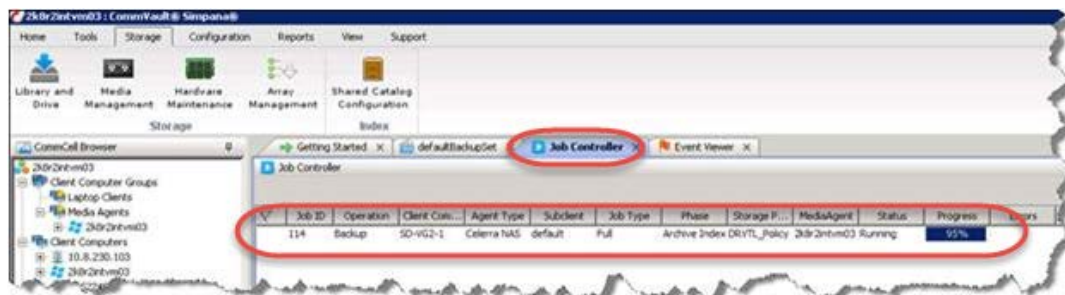 2k8r2intvm03 : CommVault® Simpana®
Home Tools Storage Configuration Reports View Support
Library and Drive Media Management Hardware Maintenance Array Management Shared Catalog Configuration
Storage Index
CommCell Browser
Getting Started defaultBackupSet Job Controller Event Viewer
2k8r2intvm03
Job Controller
Client Computer Groups
Laptop Clients
Media Agents
Job ID Operation Client Com... Agent Type Subclient Job Type Phase Storage P... MediaAgent Status Progress Errors
2k8r2intvm03
114 Backup SD-VG2-1 Celerra NAS default Full Archive Index DRVTL_Policy 2k8r2intvm03 Running 95%
Client Computers
10.8.230.103
2k8r2intvm03